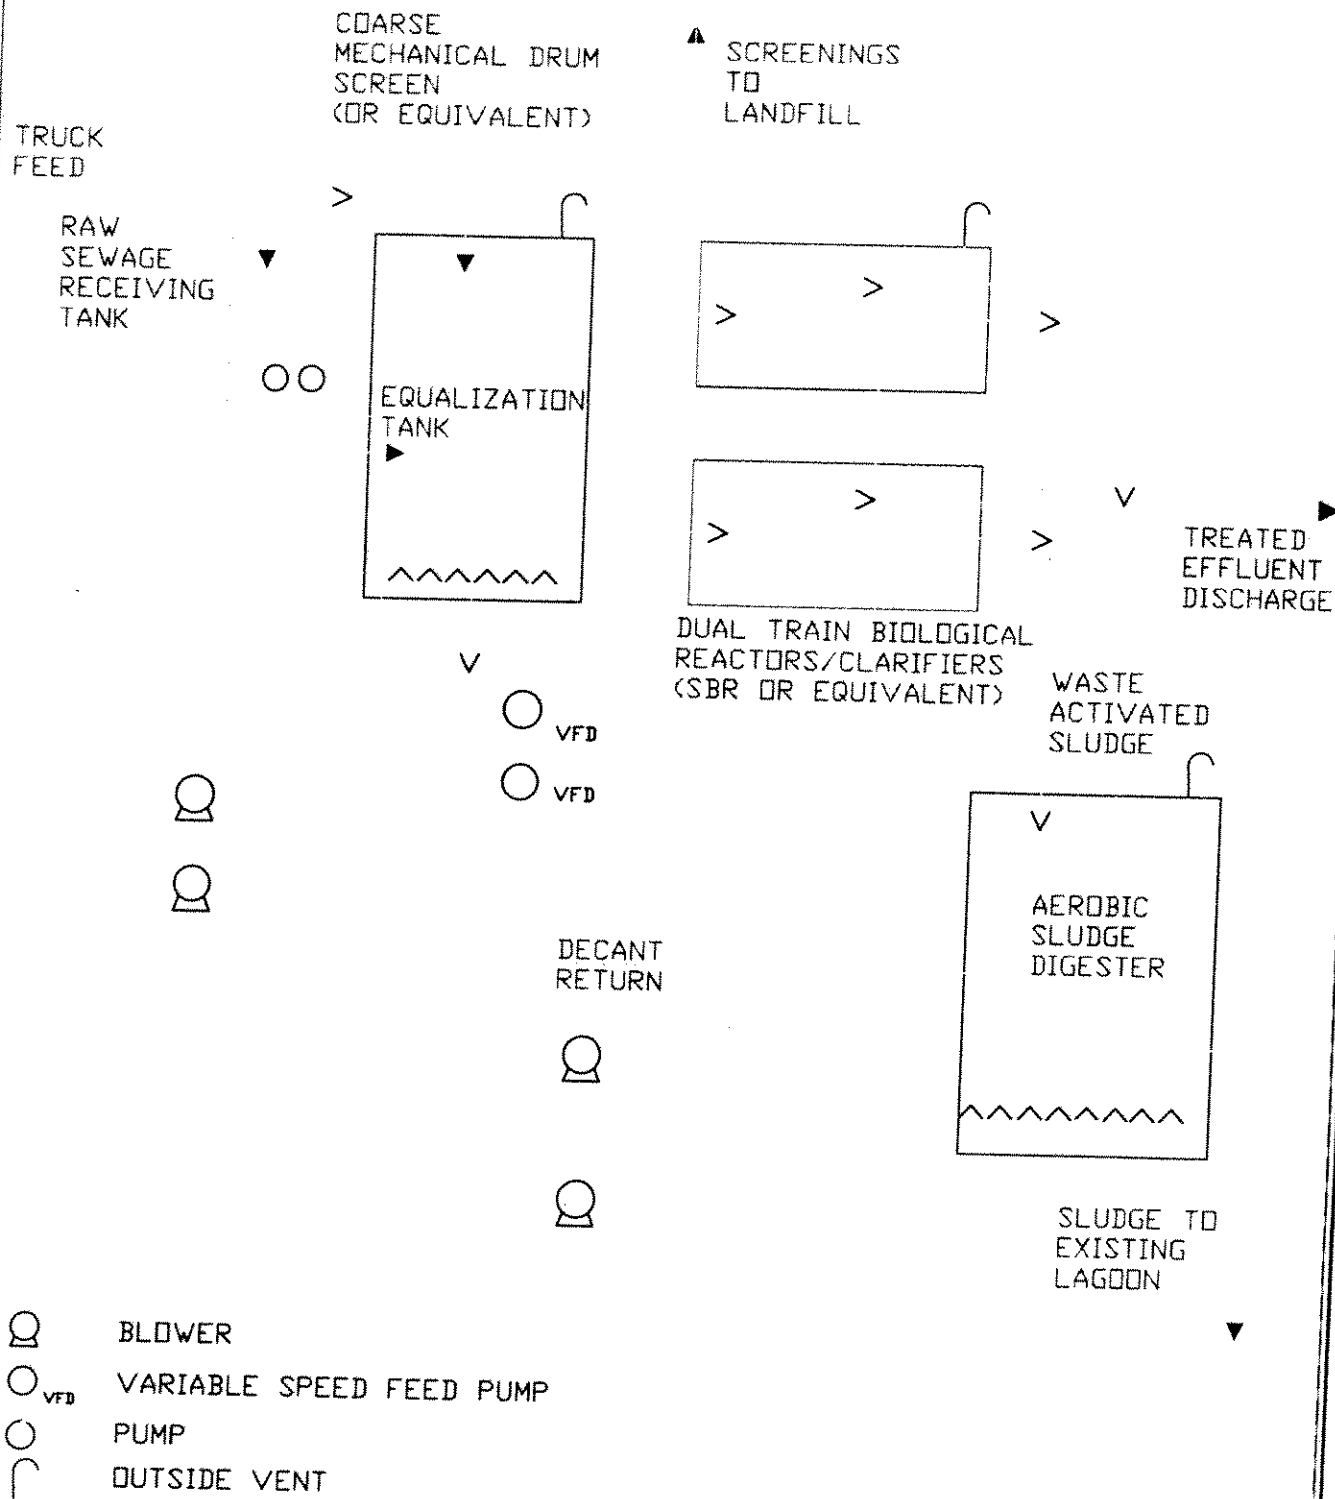 COARSE
MECHANICAL DRUM
SCREEN
(OR EQUIVALENT)
SCREENINGS
TO
LANDFILL
TRUCK
FEED
RAW
SEWAGE
RECEIVING
TANK
EQUALIZATION
TANK
TREATED
EFFLUENT
DISCHARGE
DUAL TRAIN BIOLOGICAL
REACTORS/CLARIFIERS
(SBR OR EQUIVALENT)
WASTE
ACTIVATED
SLUDGE
VFD
VFD
AEROBIC
SLUDGE
DIGESTER
DECANT
RETURN
SLUDGE TO
EXISTING
LAGOON
BLOWER
VFD VARIABLE SPEED FEED PUMP
PUMP
OUTSIDE VENT